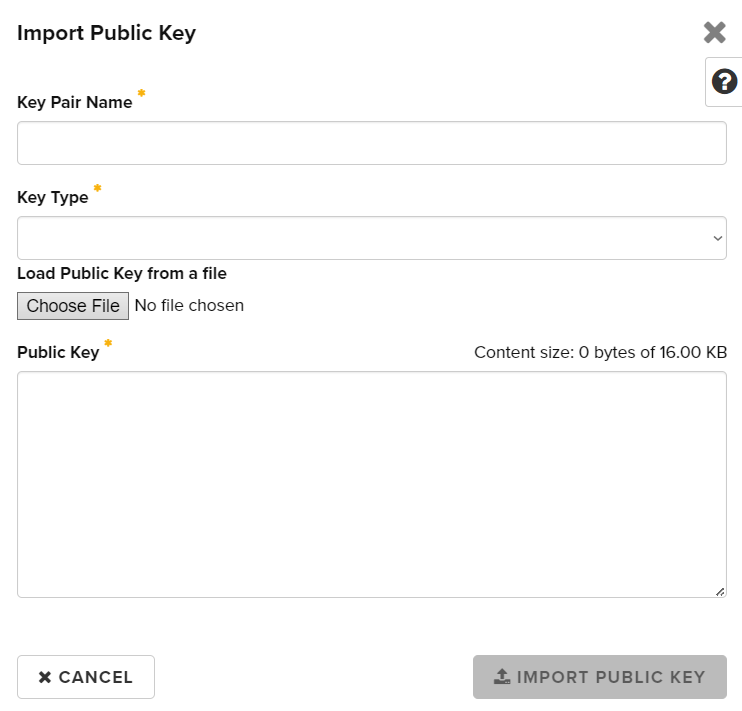 Import Public Key
Key Pair Name *
Key Type *
Load Public Key from a file
Choose File No file chosen
Public Key * Content size: 0 bytes of 16.00 KB
CANCEL IMPORT PUBLIC KEY